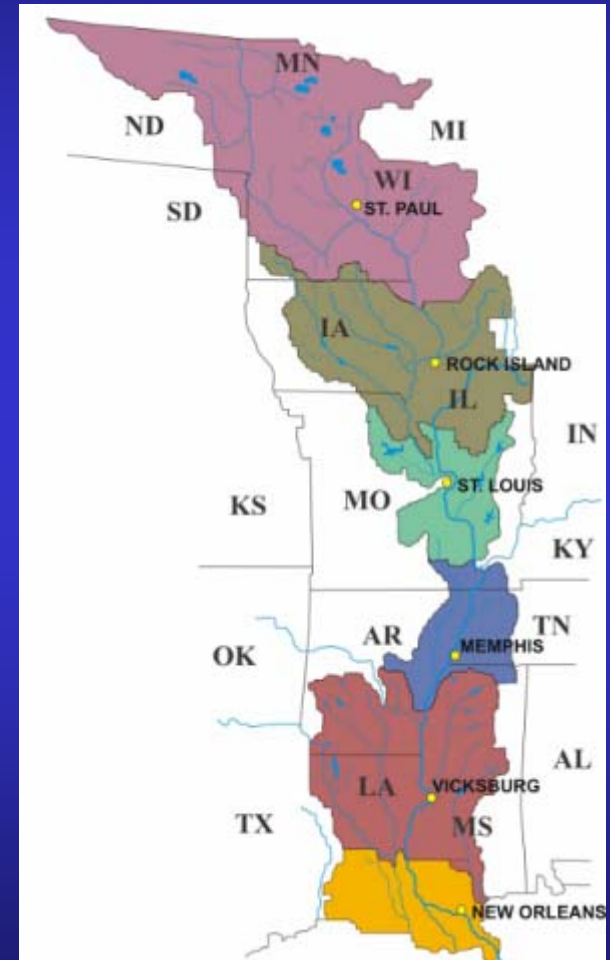 MN
ND
MI
WI
SD
ST. PAUL
IA
ROCK ISLAND
IL
IN
ST. LOUIS
MO
KS
KY
TN
AR
MEMPHIS
OK
AL
LA
VICKSBURG
TX
MS
NEW ORLEANS